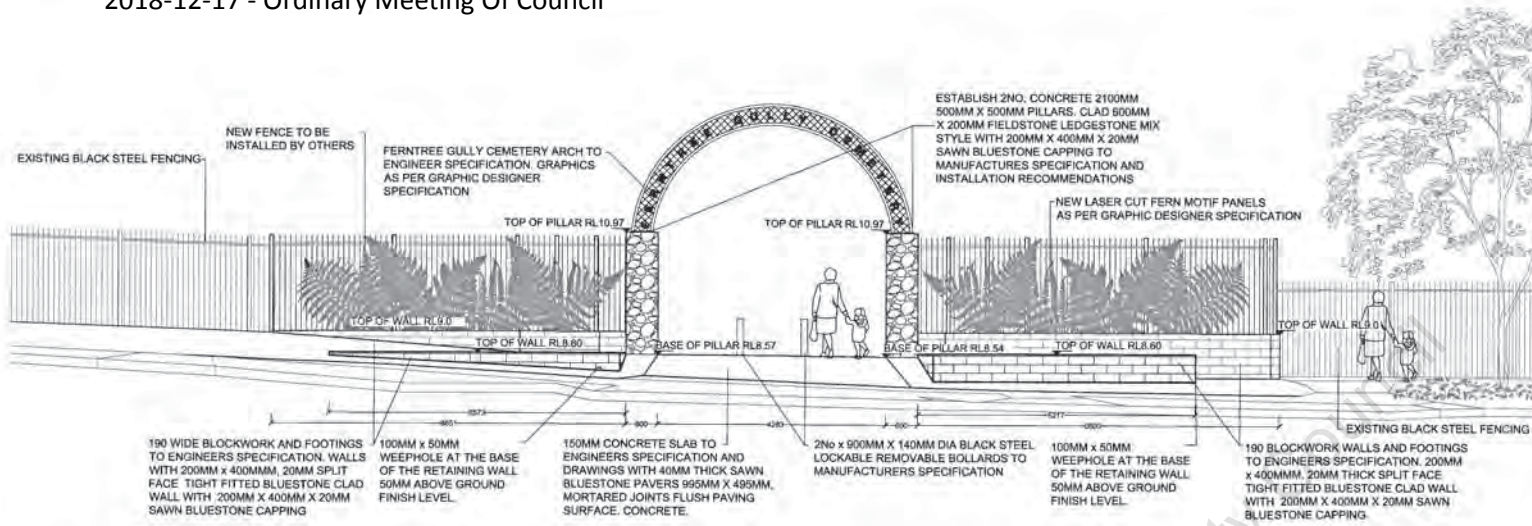 2018-12-17 - Ordinary Meeting Of Council
EXISTING BLACK STEEL FENCING
NEW FENCE TO BE
INSTALLED BY OTHERS
FERNTREE GULLY CEMETERY ARCH TO
ENGINEER SPECIFICATION. GRAPHICS
AS PER GRAPHIC DESIGNER
SPECIFICATION
FERNTREE GULLY CEMETERY
ESTABLISH 2NO. CONCRETE 2100MM
500MM X 500MM PILLARS. CLAD 600MM
X 200MM FIELDSTONE LEDGESTONE MIX
STYLE WITH 200MM X 400MM X 20MM
SAWN BLUESTONE CAPPING TO
MANUFACTURES SPECIFICATION AND
INSTALLATION RECOMMENDATIONS
NEW LASER CUT FERN MOTIF PANELS
AS PER GRAPHIC DESIGNER SPECIFICATION
TOP OF PILLAR RL10.97
TOP OF PILLAR RL10.97
TOP OF WALL RL9.0
TOP OF WALL RL8.60
BASE OF PILLAR RL8.57
BASE OF PILLAR RL8.54
TOP OF WALL RL8.60
TOP OF WALL RL9.0
600
600
5217
190 WIDE BLOCKWORK AND FOOTINGS
TO ENGINEERS SPECIFICATION. WALLS
WITH 200MM x 400MMM, 20MM SPLIT
FACE TIGHT FITTED BLUESTONE CLAD
WALL WITH 200MM X 400MM X 20MM
SAWN BLUESTONE CAPPING
100MM x 50MM
WEEPHOLE AT THE BASE
OF THE RETAINING WALL
50MM ABOVE GROUND
FINISH LEVEL.
150MM CONCRETE SLAB TO
ENGINEERS SPECIFICATION AND
DRAWINGS WITH 40MM THICK SAWN
BLUESTONE PAVERS 995MM X 495MM,
MORTARED JOINTS FLUSH PAVING
SURFACE. CONCRETE.
2No x 900MM X 140MM DIA BLACK STEEL
LOCKABLE REMOVABLE BOLLARDS TO
MANUFACTURERS SPECIFICATION
100MM x 50MM
WEEPHOLE AT THE BASE
OF THE RETAINING WALL
50MM ABOVE GROUND
FINISH LEVEL.
190 BLOCKWORK WALLS AND FOOTINGS
TO ENGINEERS SPECIFICATION. 200MM
x 400MMM, 20MM THICK SPLIT FACE
TIGHT FITTED BLUESTONE CLAD WALL
WITH 200MM X 400MM X 20MM SAWN
BLUESTONE CAPPING
EXISTING BLACK STEEL FENCING